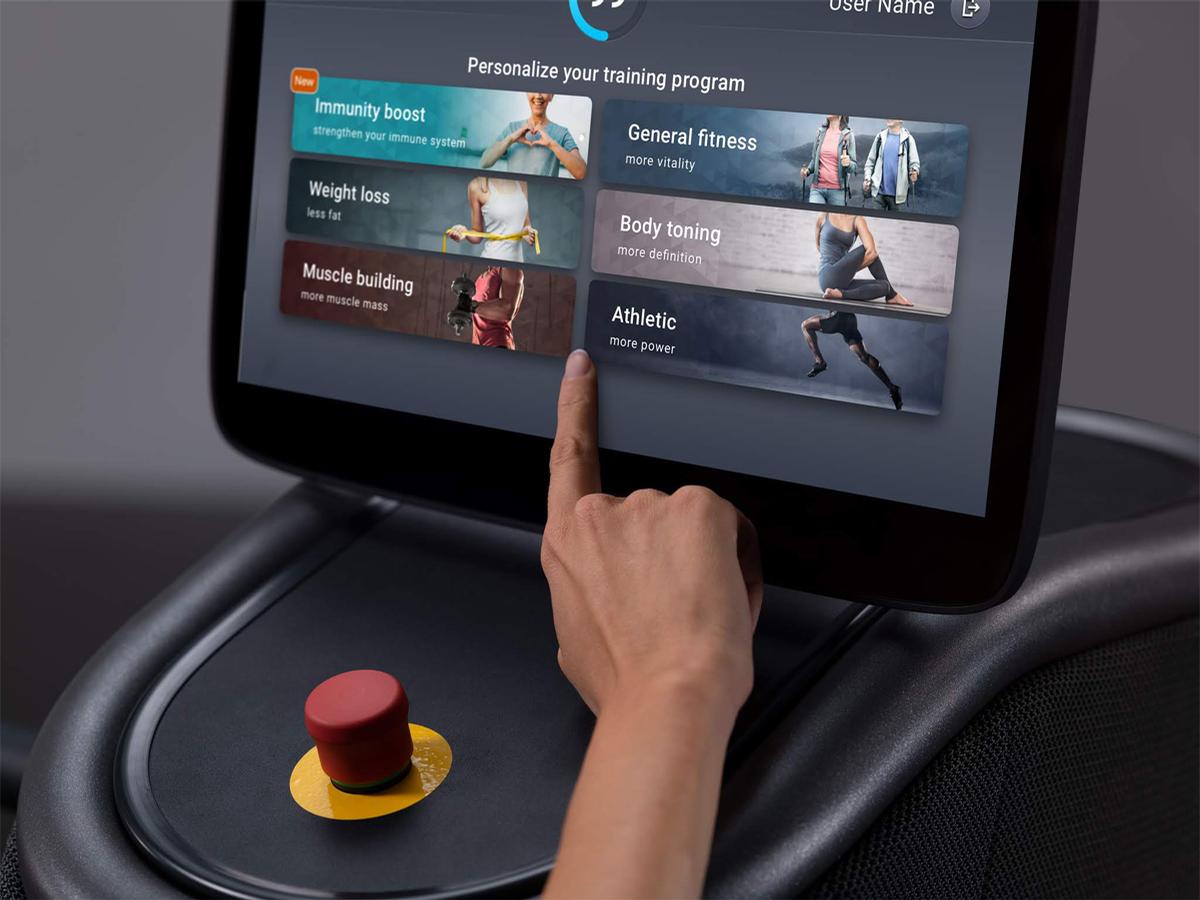 User Name
Personalize your training program
New
Immunity boost
strengthen your immune system
General fitness
more vitality
Weight loss
less fat
Body toning
more definition
Muscle building
more muscle mass
Athletic
more power